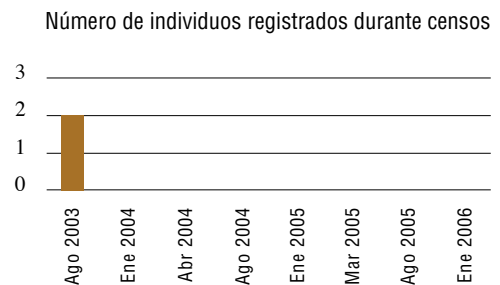 Número de individuos registrados durante censos
3
2
1
0
Ago 2003
Ene 2004
Abr 2004
Ago 2004
Ene 2005
Mar 2005
Ago 2005
Ene 2006